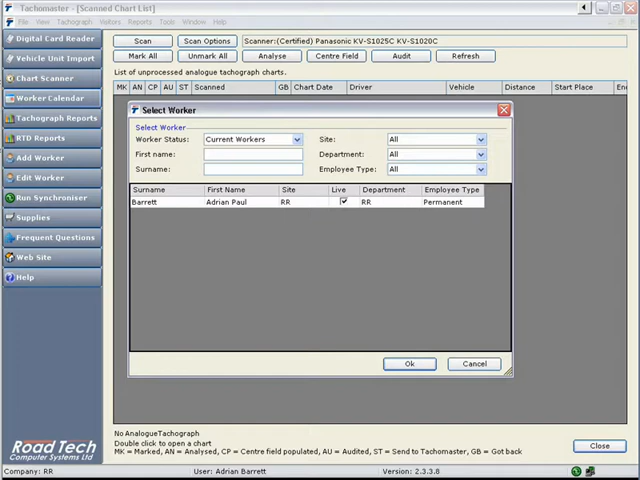 Tachomaster - [Scanned Chart List]
File View Tachograph Visitors Reports Tools Window Help
Digital Card Reader
Vehicle Unit Import
Chart Scanner
Worker Calendar
Tachograph Reports
RTD Reports
Add Worker
Edit Worker
Run Synchroniser
Supplies
Frequent Questions
Web Site
Help
Scan Scan Options Scanner:(Certified) Panasonic KV-S1025C KV-S1020C
Mark All Unmark All Analyse Centre Field Audit Refresh
List of unprocessed analogue tachograph charts.
MK AN CP AU ST Scanned GB Chart Date Driver Vehicle Distance Start Place En
Select Worker
Select Worker
Worker Status: Current Workers Site: All
First name: Department: All
Surname: Employee Type: All
Surname First Name Site Live Department Employee Type
Barrett Adrian Paul RR RR Permanent
Ok Cancel
No AnalogueTachograph
Double click to open a chart
MK = Marked, AN = Analysed, CP = Centre field populated, AU = Audited, ST = Send to Tachomaster, GB = Got back
Close
Road Tech
Computer Systems Ltd
Company: RR User: Adrian Barrett Version: 2.3.3.8